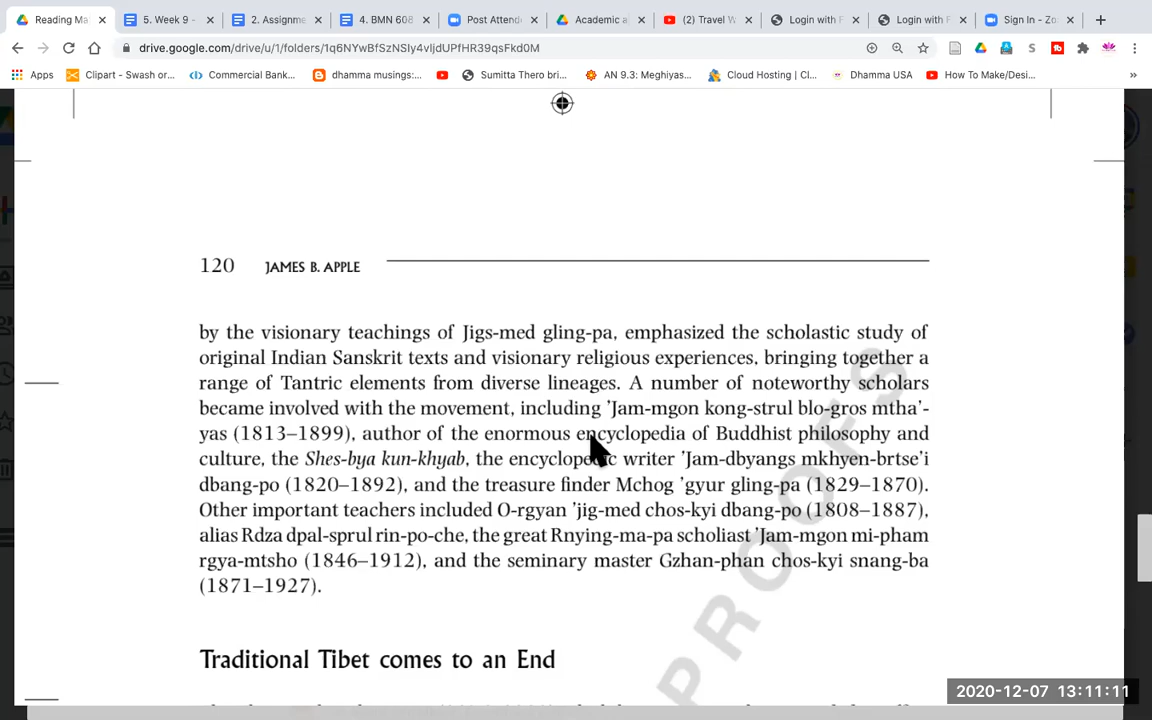 Reading Ma
5. Week 9 -
2. Assignme
4. BMN 608
Post Attend
Academic a
(2) Travel W
Login with F
Login with F
Sign In - Zo
drive.google.com/drive/u/1/folders/1q6NYwBfSzNSIy4vljdUPfHR39qsFkd0M
Apps
Clipart - Swash or...
Commercial Bank...
dhamma musings:...
Sumitta Thero bri...
AN 9.3: Meghiyas...
Cloud Hosting | Cl...
Dhamma USA
How To Make/Desi...
120 JAMES B. APPLE
by the visionary teachings of Jigs-med gling-pa, emphasized the scholastic study of
original Indian Sanskrit texts and visionary religious experiences, bringing together a
range of Tantric elements from diverse lineages. A number of noteworthy scholars
became involved with the movement, including 'Jam-mgon kong-strul blo-gros mtha'-
yas (1813–1899), author of the enormous encyclopedia of Buddhist philosophy and
culture, the Shes-bya kun-khyab, the encyclopedic writer 'Jam-dbyangs mkhyen-brtse'i
dbang-po (1820–1892), and the treasure finder Mchog 'gyur gling-pa (1829–1870).
Other important teachers included O-rgyan 'jig-med chos-kyi dbang-po (1808–1887),
alias Rdza dpal-sprul rin-po-che, the great Rnying-ma-pa scholiast 'Jam-mgon mi-pham
rgya-mtsho (1846–1912), and the seminary master Gzhan-phan chos-kyi snang-ba
(1871–1927).
PROOFS
Traditional Tibet comes to an End
2020-12-07 13:11:11